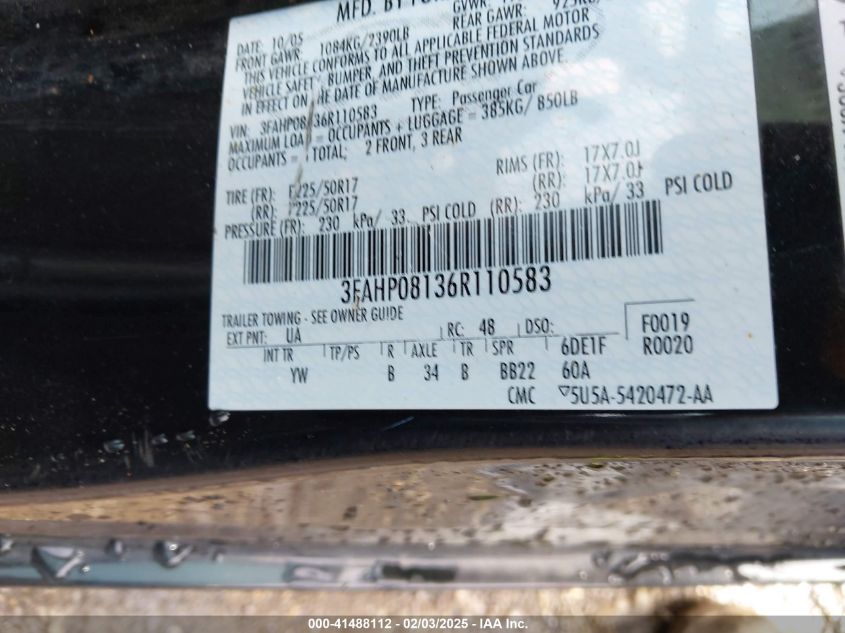 MFD. BY FOR
GVWR:
DATE: 10/05
REAR GAWR: 925KG
FRONT GAWR: 1084KG/2390LB
THIS VEHICLE CONFORMS TO ALL APPLICABLE FEDERAL MOTOR
VEHICLE SAFETY, BUMPER, AND THEFT PREVENTION STANDARDS
IN EFFECT ON THE DATE OF MANUFACTURE SHOWN ABOVE.
VIN: 3FAHP08136R110583 TYPE: Passenger Car
MAXIMUM LOAD = OCCUPANTS + LUGGAGE = 385KG/ 850LB
OCCUPANTS = TOTAL; 2 FRONT, 3 REAR
TIRE (FR): P225/50R17 RIMS (FR): 17X7.0J
(RR): P225/50R17 (RR): 17X7.0J
PRESSURE (FR): 230 kPa/ 33 PSI COLD (RR): 230 kPa/ 33 PSI COLD
3FAHP08136R110583
TRAILER TOWING - SEE OWNER GUIDE
EXT PNT: UA RC: 48 DSO: F0019
INT TR TP/PS R AXLE TR SPR 6DE1F R0020
YW B 34 B BB22 60A
CMC ▽5U5A-5420472-AA
000-41488112 - 02/03/2025 - IAA Inc.